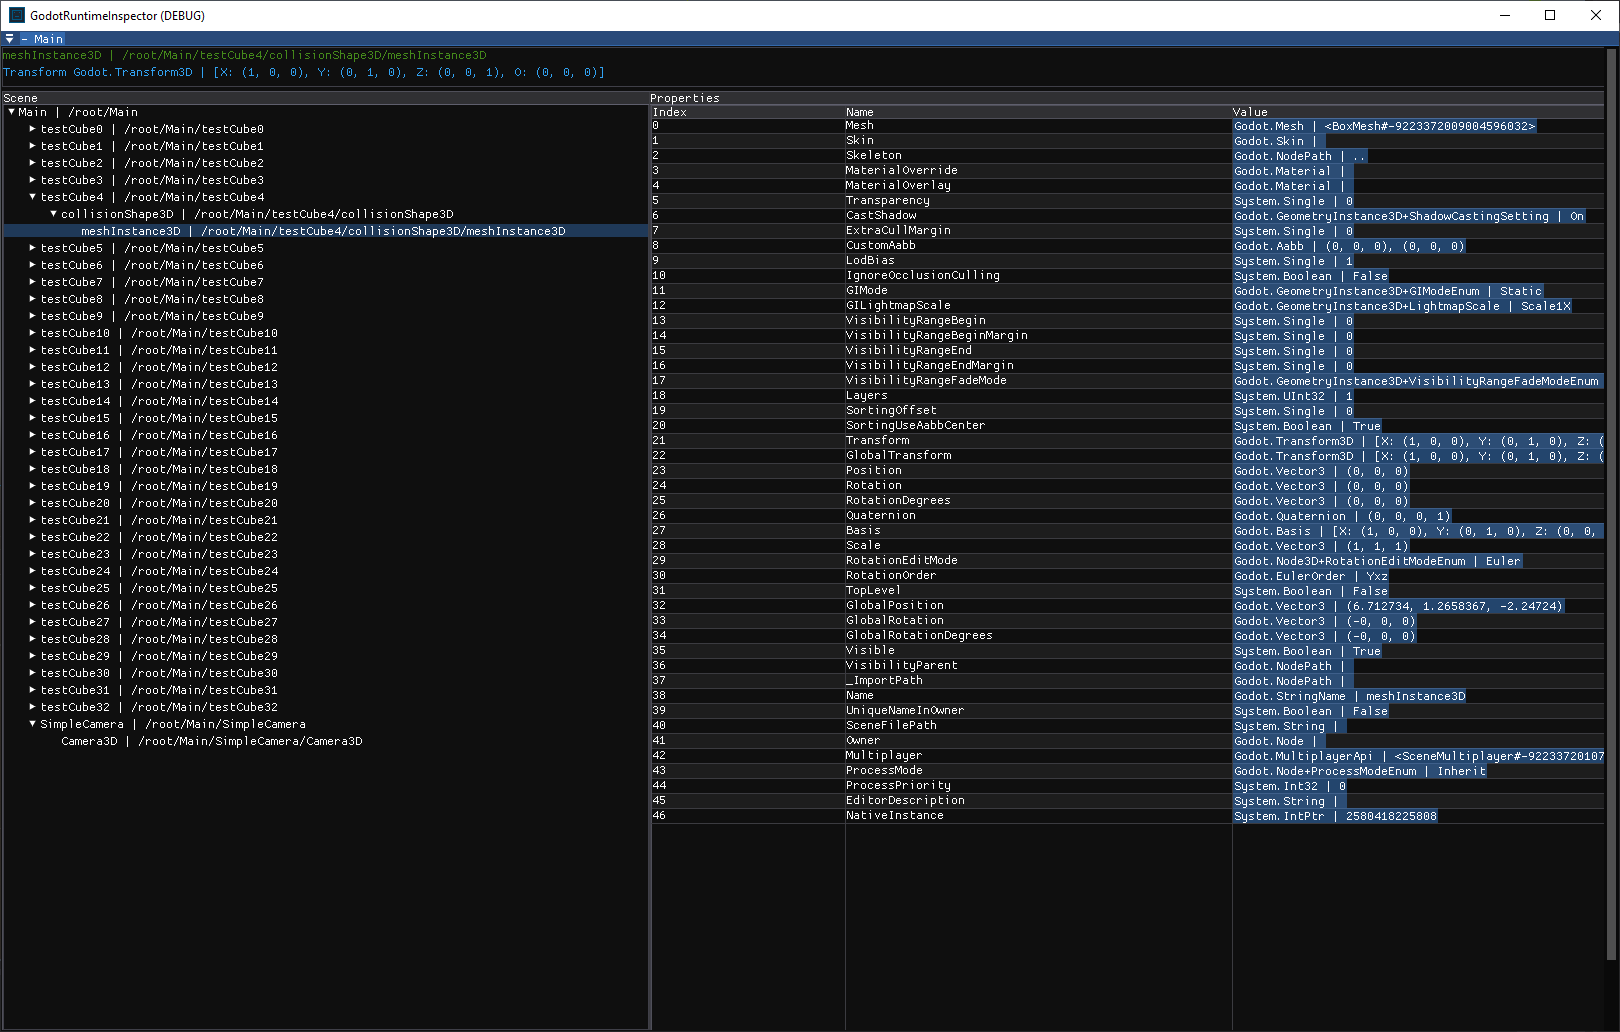 GodotRuntimeInspector (DEBUG)
- Main
meshInstance3D | /root/Main/testCube4/collisionShape3D/meshInstance3D
Transform Godot.Transform3D | [X: (1, 0, 0), Y: (0, 1, 0), Z: (0, 0, 1), O: (0, 0, 0)]
Scene
Main | /root/Main
testCube0 | /root/Main/testCube0
testCube1 | /root/Main/testCube1
testCube2 | /root/Main/testCube2
testCube3 | /root/Main/testCube3
testCube4 | /root/Main/testCube4
collisionShape3D | /root/Main/testCube4/collisionShape3D
meshInstance3D | /root/Main/testCube4/collisionShape3D/meshInstance3D
testCube5 | /root/Main/testCube5
testCube6 | /root/Main/testCube6
testCube7 | /root/Main/testCube7
testCube8 | /root/Main/testCube8
testCube9 | /root/Main/testCube9
testCube10 | /root/Main/testCube10
testCube11 | /root/Main/testCube11
testCube12 | /root/Main/testCube12
testCube13 | /root/Main/testCube13
testCube14 | /root/Main/testCube14
testCube15 | /root/Main/testCube15
testCube16 | /root/Main/testCube16
testCube17 | /root/Main/testCube17
testCube18 | /root/Main/testCube18
testCube19 | /root/Main/testCube19
testCube20 | /root/Main/testCube20
testCube21 | /root/Main/testCube21
testCube22 | /root/Main/testCube22
testCube23 | /root/Main/testCube23
testCube24 | /root/Main/testCube24
testCube25 | /root/Main/testCube25
testCube26 | /root/Main/testCube26
testCube27 | /root/Main/testCube27
testCube28 | /root/Main/testCube28
testCube29 | /root/Main/testCube29
testCube30 | /root/Main/testCube30
testCube31 | /root/Main/testCube31
testCube32 | /root/Main/testCube32
SimpleCamera | /root/Main/SimpleCamera
Camera3D | /root/Main/SimpleCamera/Camera3D
Properties
Index Name Value
0 Mesh Godot.Mesh | <BoxMesh#-9223372009004596032>
1 Skin Godot.Skin |
2 Skeleton Godot.NodePath | ..
3 MaterialOverride Godot.Material |
4 MaterialOverlay Godot.Material |
5 Transparency System.Single | 0
6 CastShadow Godot.GeometryInstance3D+ShadowCastingSetting | On
7 ExtraCullMargin System.Single | 0
8 CustomAabb Godot.Aabb | (0, 0, 0), (0, 0, 0)
9 LodBias System.Single | 1
10 IgnoreOcclusionCulling System.Boolean | False
11 GIMode Godot.GeometryInstance3D+GIModeEnum | Static
12 GILightmapScale Godot.GeometryInstance3D+LightmapScale | Scale1X
13 VisibilityRangeBegin System.Single | 0
14 VisibilityRangeBeginMargin System.Single | 0
15 VisibilityRangeEnd System.Single | 0
16 VisibilityRangeEndMargin System.Single | 0
17 VisibilityRangeFadeMode Godot.GeometryInstance3D+VisibilityRangeFadeModeEnum
18 Layers System.UInt32 | 1
19 SortingOffset System.Single | 0
20 SortingUseAabbCenter System.Boolean | True
21 Transform Godot.Transform3D | [X: (1, 0, 0), Y: (0, 1, 0), Z: (
22 GlobalTransform Godot.Transform3D | [X: (1, 0, 0), Y: (0, 1, 0), Z: (
23 Position Godot.Vector3 | (0, 0, 0)
24 Rotation Godot.Vector3 | (0, 0, 0)
25 RotationDegrees Godot.Vector3 | (0, 0, 0)
26 Quaternion Godot.Quaternion | (0, 0, 0, 1)
27 Basis Godot.Basis | [X: (1, 0, 0), Y: (0, 1, 0), Z: (0, 0,
28 Scale Godot.Vector3 | (1, 1, 1)
29 RotationEditMode Godot.Node3D+RotationEditModeEnum | Euler
30 RotationOrder Godot.EulerOrder | Yxz
31 TopLevel System.Boolean | False
32 GlobalPosition Godot.Vector3 | (6.712734, 1.2658367, -2.24724)
33 GlobalRotation Godot.Vector3 | (-0, 0, 0)
34 GlobalRotationDegrees Godot.Vector3 | (-0, 0, 0)
35 Visible System.Boolean | True
36 VisibilityParent Godot.NodePath |
37 _ImportPath Godot.NodePath |
38 Name Godot.StringName | meshInstance3D
39 UniqueNameInOwner System.Boolean | False
40 SceneFilePath System.String |
41 Owner Godot.Node |
42 Multiplayer Godot.MultiplayerApi | <SceneMultiplayer#-92233720107
43 ProcessMode Godot.Node+ProcessModeEnum | Inherit
44 ProcessPriority System.Int32 | 0
45 EditorDescription System.String |
46 NativeInstance System.IntPtr | 2580418225808